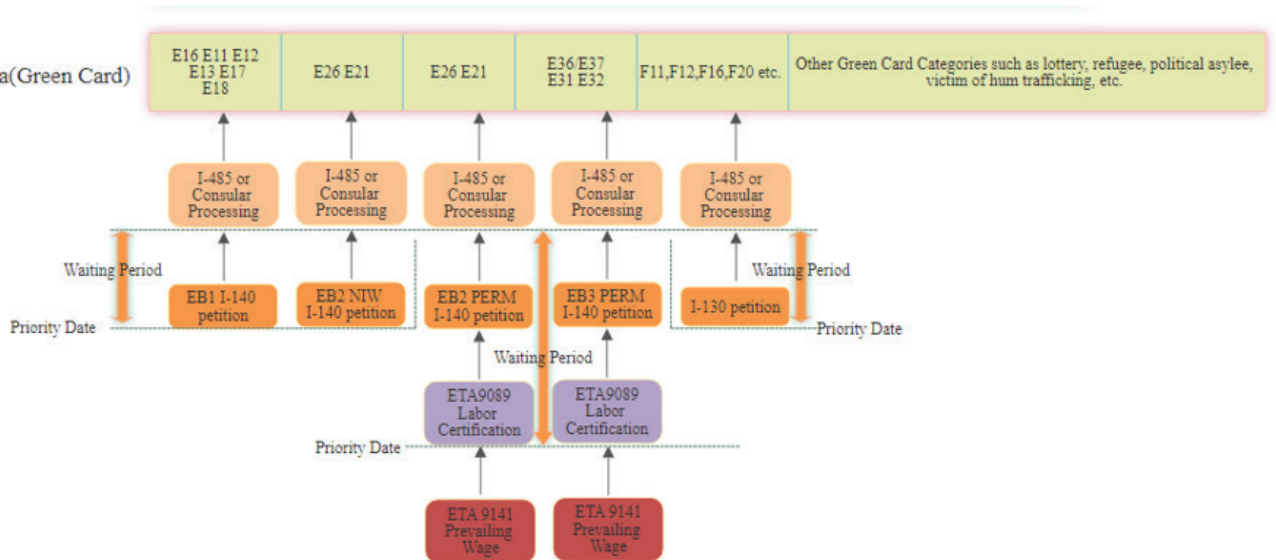 a(Green Card)
E16 E11 E12
E13 E17
E18
E26 E21
E26 E21
E36/E37
E31 E32
F11,F12,F16,F20 etc.
Other Green Card Categories such as lottery, refugee, political asylee,
victim of hum trafficking, etc.
I-485 or
Consular
Processing
I-485 or
Consular
Processing
I-485 or
Consular
Processing
I-485 or
Consular
Processing
I-485 or
Consular
Processing
Waiting Period
Waiting Period
EB1 I-140
petition
EB2 NIW
I-140 petition
EB2 PERM
I-140 petition
EB3 PERM
I-140 petition
I-130 petition
Priority Date
Priority Date
Waiting Period
ETA9089
Labor
Certification
ETA9089
Labor
Certification
Priority Date
ETA 9141
Prevailing
Wage
ETA 9141
Prevailing
Wage